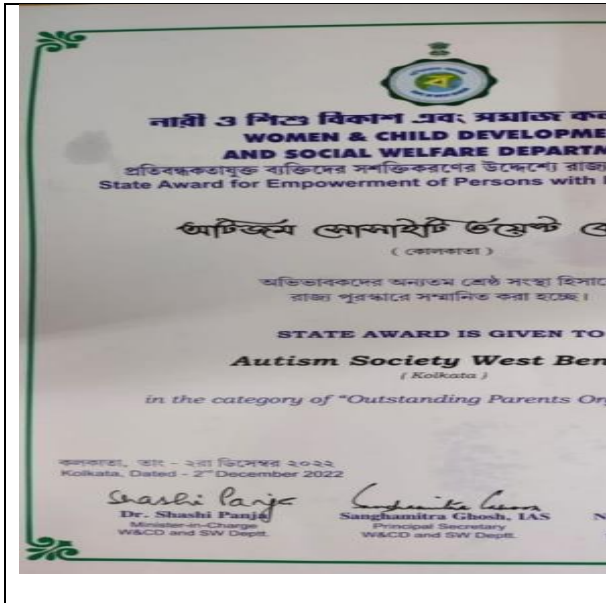 নারী ও শিশু বিকাশ এবং সমাজ কল
WOMEN & CHILD DEVELOPME
AND SOCIAL WELFARE DEPARTM
প্রতিবন্ধকতাযুক্ত ব্যক্তিদের সশক্তিকরণের উদ্দেশ্যে রাজ্য
State Award for Empowerment of Persons with
অটিজম সোসাইটি ওয়েস্ট বে
( কোলকাতা )
অভিভাবকদের অন্যতম শ্রেষ্ঠ সংস্থা হিসাবে
রাজ্য পুরস্কারে সম্মানিত করা হচ্ছে।
STATE AWARD IS GIVEN TO
Autism Society West Ben
( Kolkata )
in the category of "Outstanding Parents Or
কলকাতা, তাং - ২রা ডিসেম্বর ২০২২
Kolkata, Dated - 2nd December 2022
Shashi Panja
Dr. Shashi Panja
Sanghamitra Ghosh, IAS
Minister-in-Charge
Principal Secretary
W&CD and SW Deptt.
W&CD and SW Deptt.